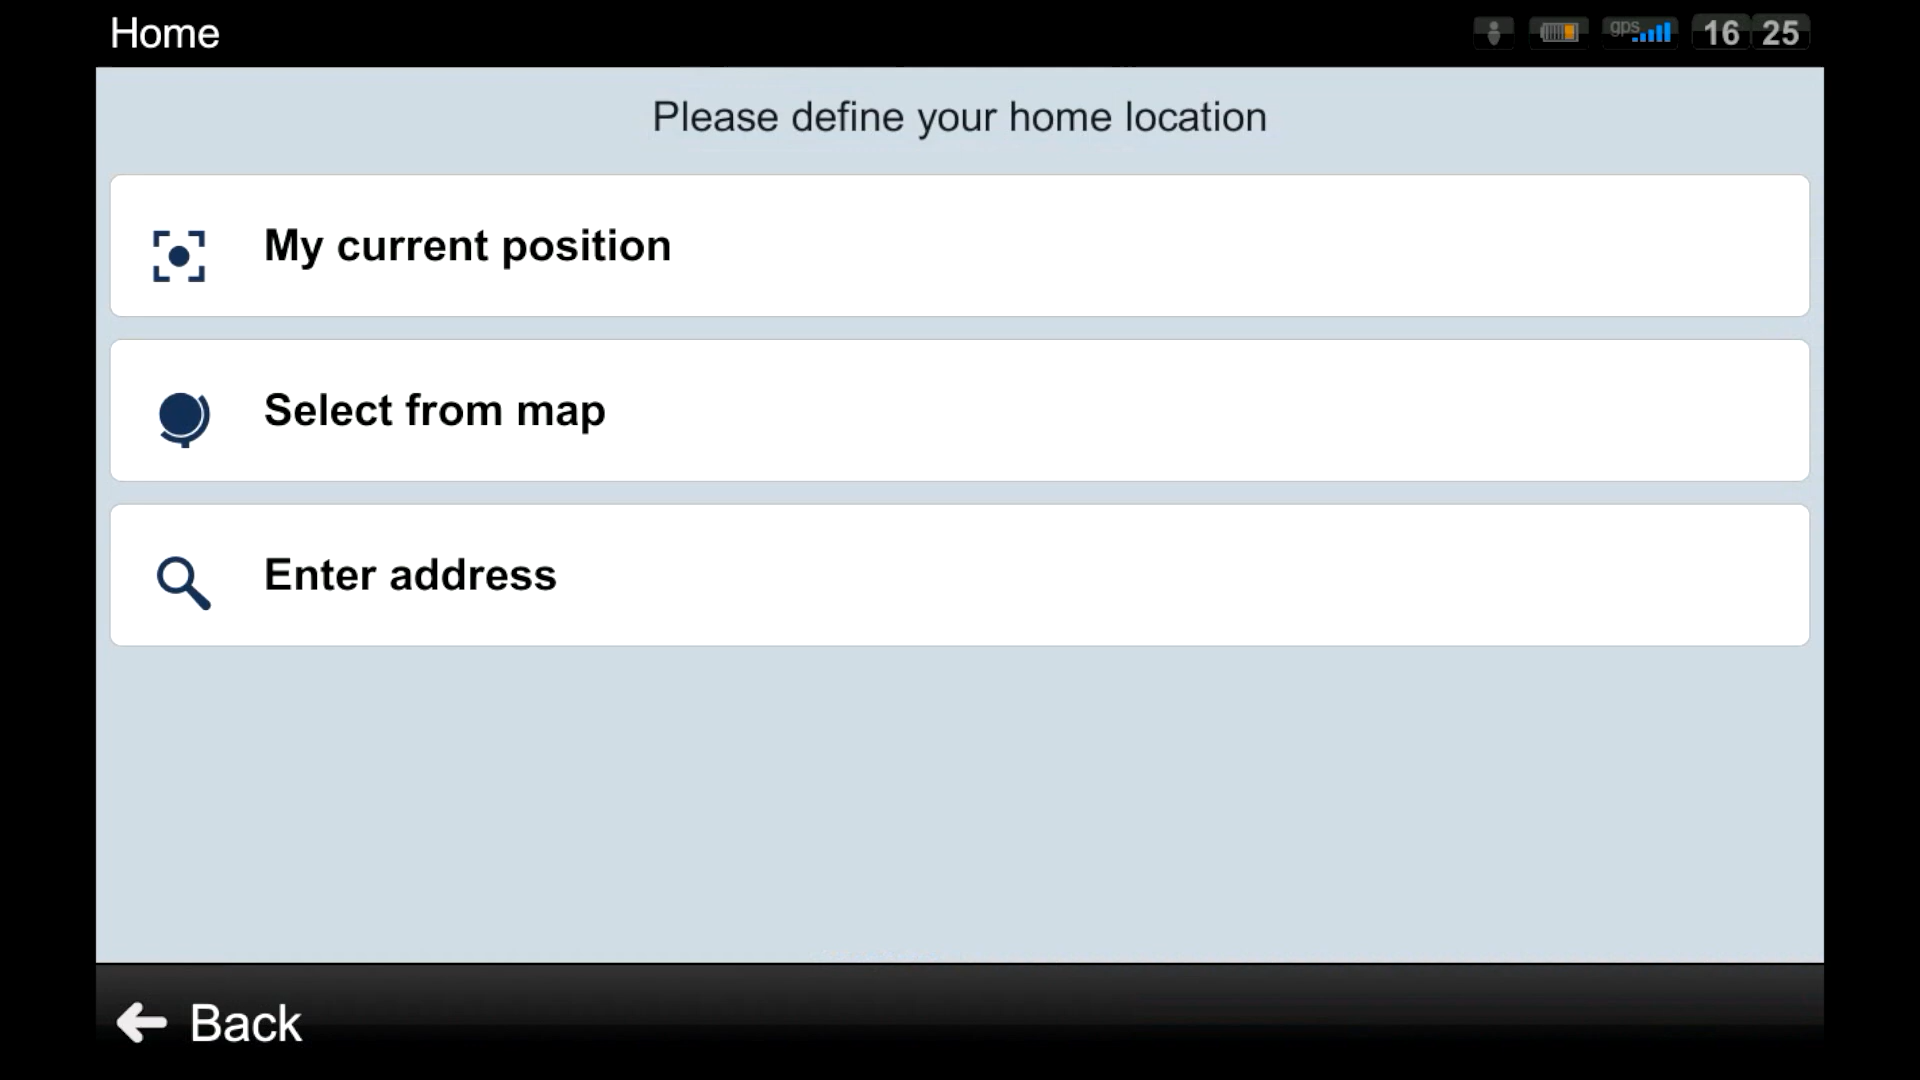 Home
gps
16 25
Please define your home location
My current position
Select from map
Enter address
Back